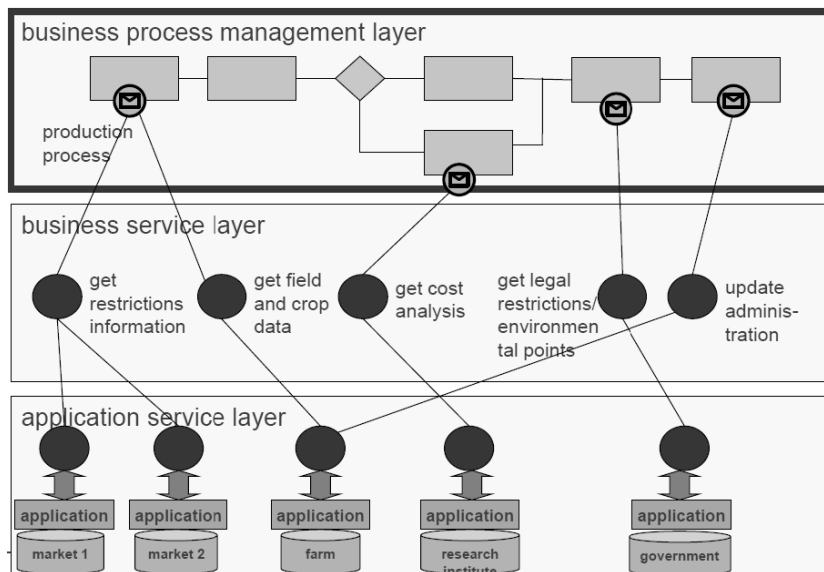 business process management layer
production
process
business service layer
get
restrictions
information
get field
and crop
data
get cost
analysis
get legal
restrictions/
environmen
tal points
update
adminis-
tration
application service layer
application
application
application
application
application
market 1
market 2
farm
research
institute
government